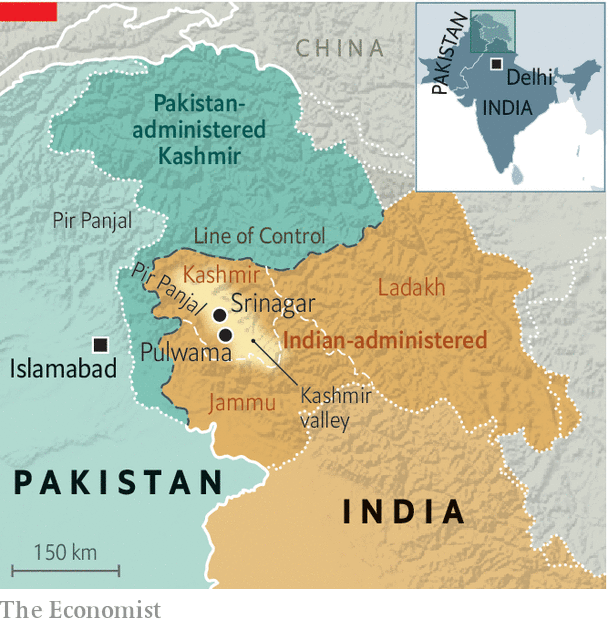 CHINA
PAKISTAN
Delhi
INDIA
Pakistan-
administered
Kashmir
Pir Panjal
Line of Control
Pir Panjal
Kashmir
Ladakh
Srinagar
Indian-administered
Pulwama
Islamabad
Kashmir
valley
Jammu
PAKISTAN
INDIA
150 km
The Economist